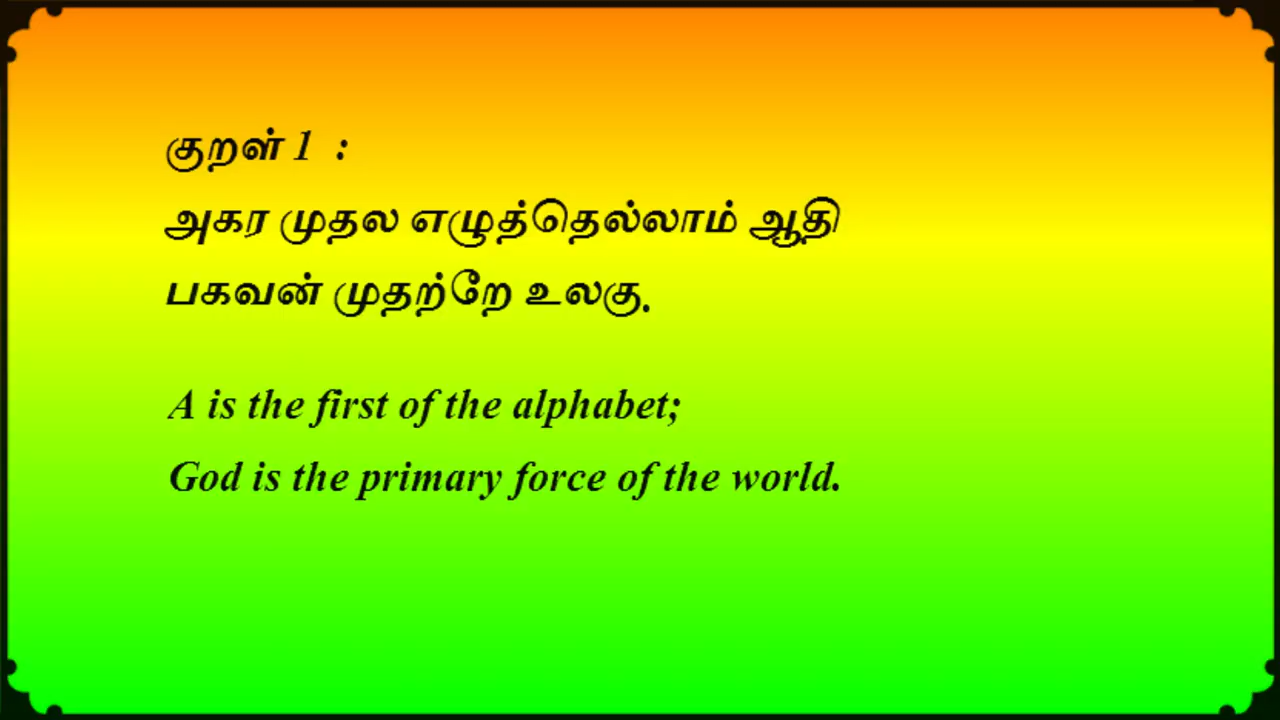 குறள் 1 :
அகர முதல எழுத்தெல்லாம் ஆதி
பகவன் முதற்றே உலகு.
A is the first of the alphabet;
God is the primary force of the world.